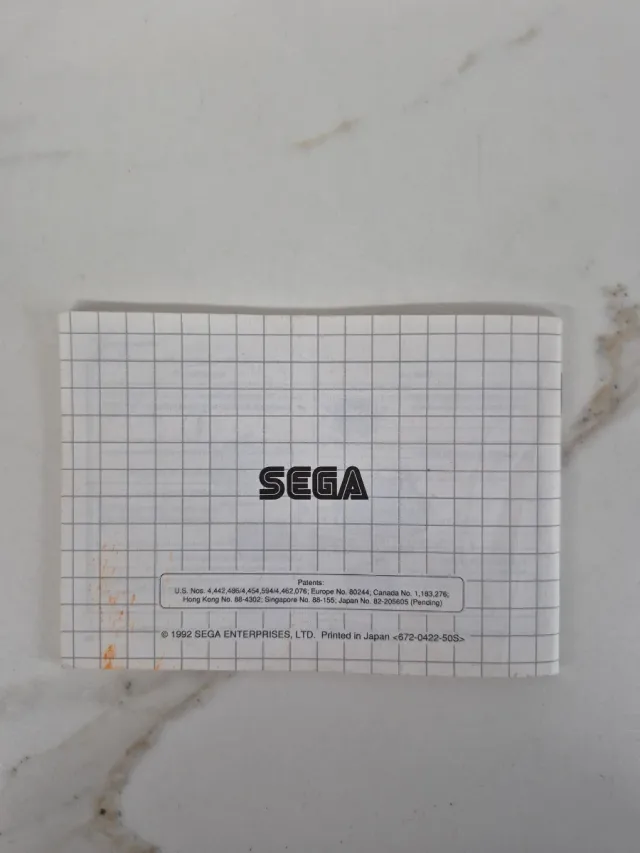 SEGA
Patents:
U.S. Nos. 4,442,486/4,454,594/4,462,076; Europe No. 80244; Canada No. 1,183,276;
Hong Kong No. 88-4302; Singapore No. 88-155; Japan No. 82-205605 (Pending)
© 1992 SEGA ENTERPRISES, LTD. Printed in Japan <672-0422-50S>